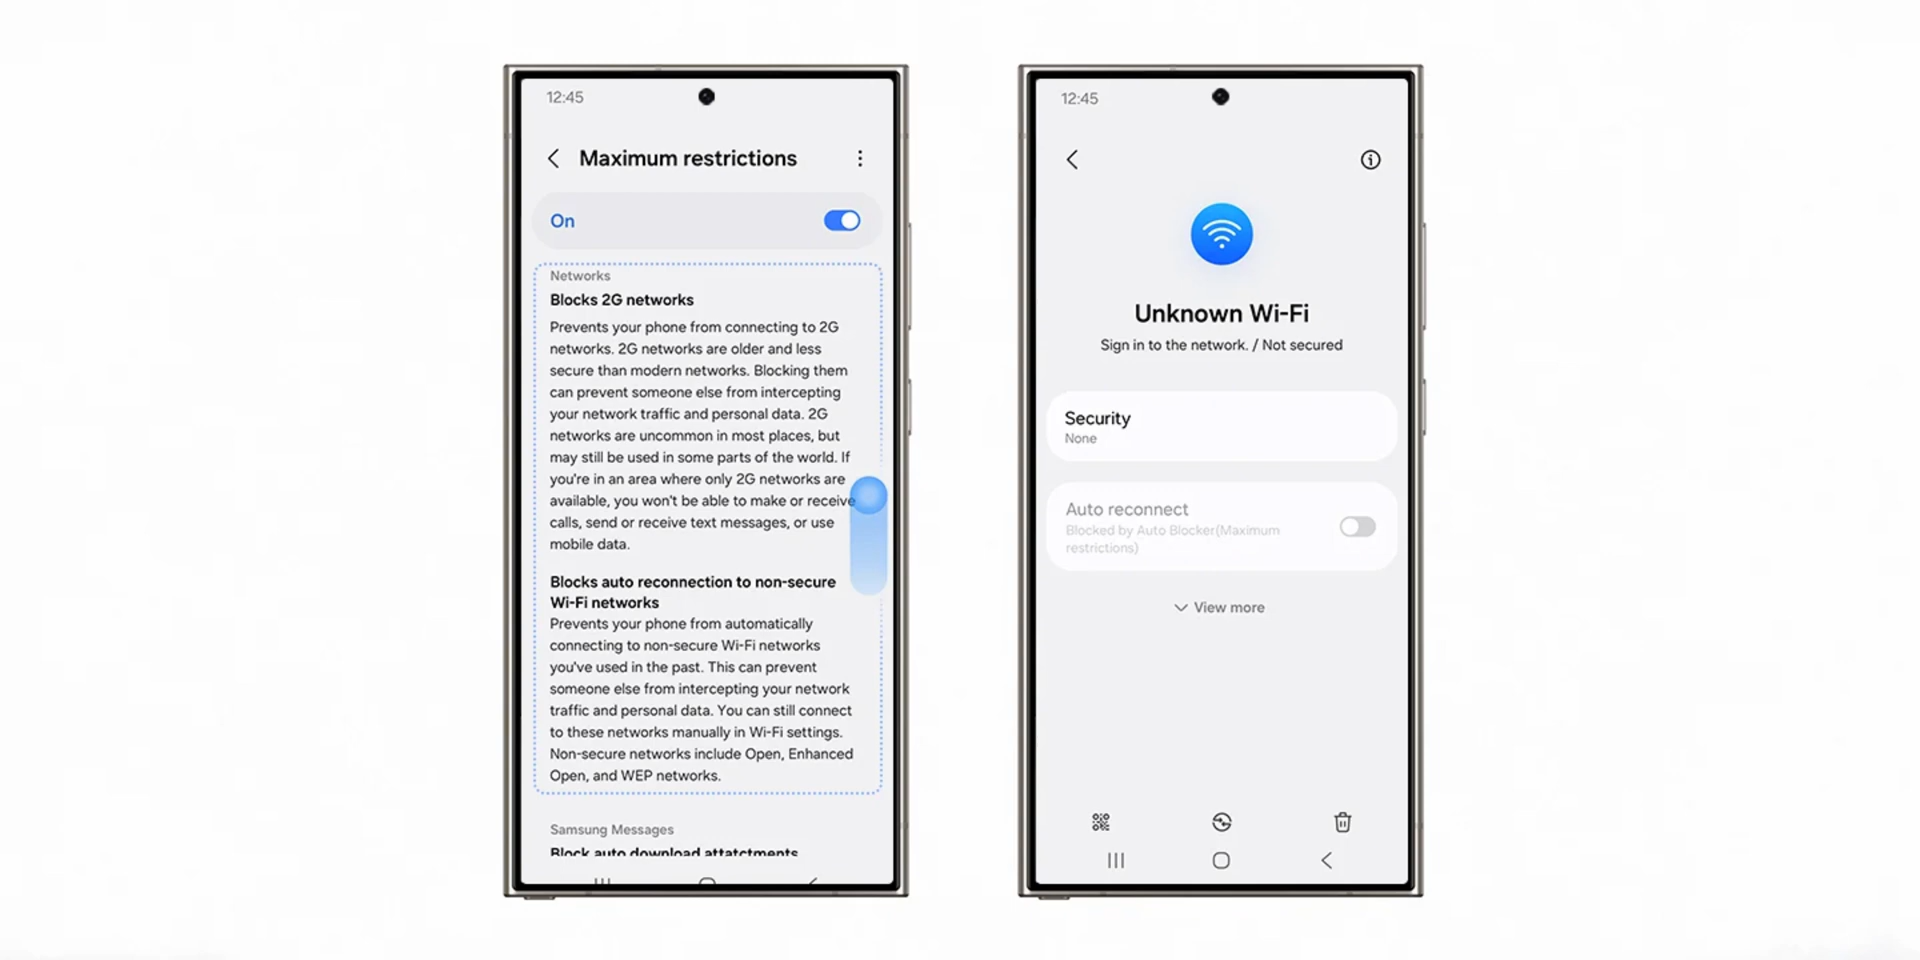 12:45
Maximum restrictions
On
Networks
Blocks 2G networks
Prevents your phone from connecting to 2G
networks. 2G networks are older and less
secure than modern networks. Blocking them
can prevent someone else from intercepting
your network traffic and personal data. 2G
networks are uncommon in most places, but
may still be used in some parts of the world. If
you're in an area where only 2G networks are
available, you won't be able to make or receive
calls, send or receive text messages, or use
mobile data.
Blocks auto reconnection to non-secure
Wi-Fi networks
Prevents your phone from automatically
connecting to non-secure Wi-Fi networks
you've used in the past. This can prevent
someone else from intercepting your network
traffic and personal data. You can still connect
to these networks manually in Wi-Fi settings.
Non-secure networks include Open, Enhanced
Open, and WEP networks.
Samsung Messages
Block auto download attatctments
12:45
Unknown Wi-Fi
Sign in to the network. / Not secured
Security
None
Auto reconnect
Blocked by Auto Blocker(Maximum
restrictions)
View more